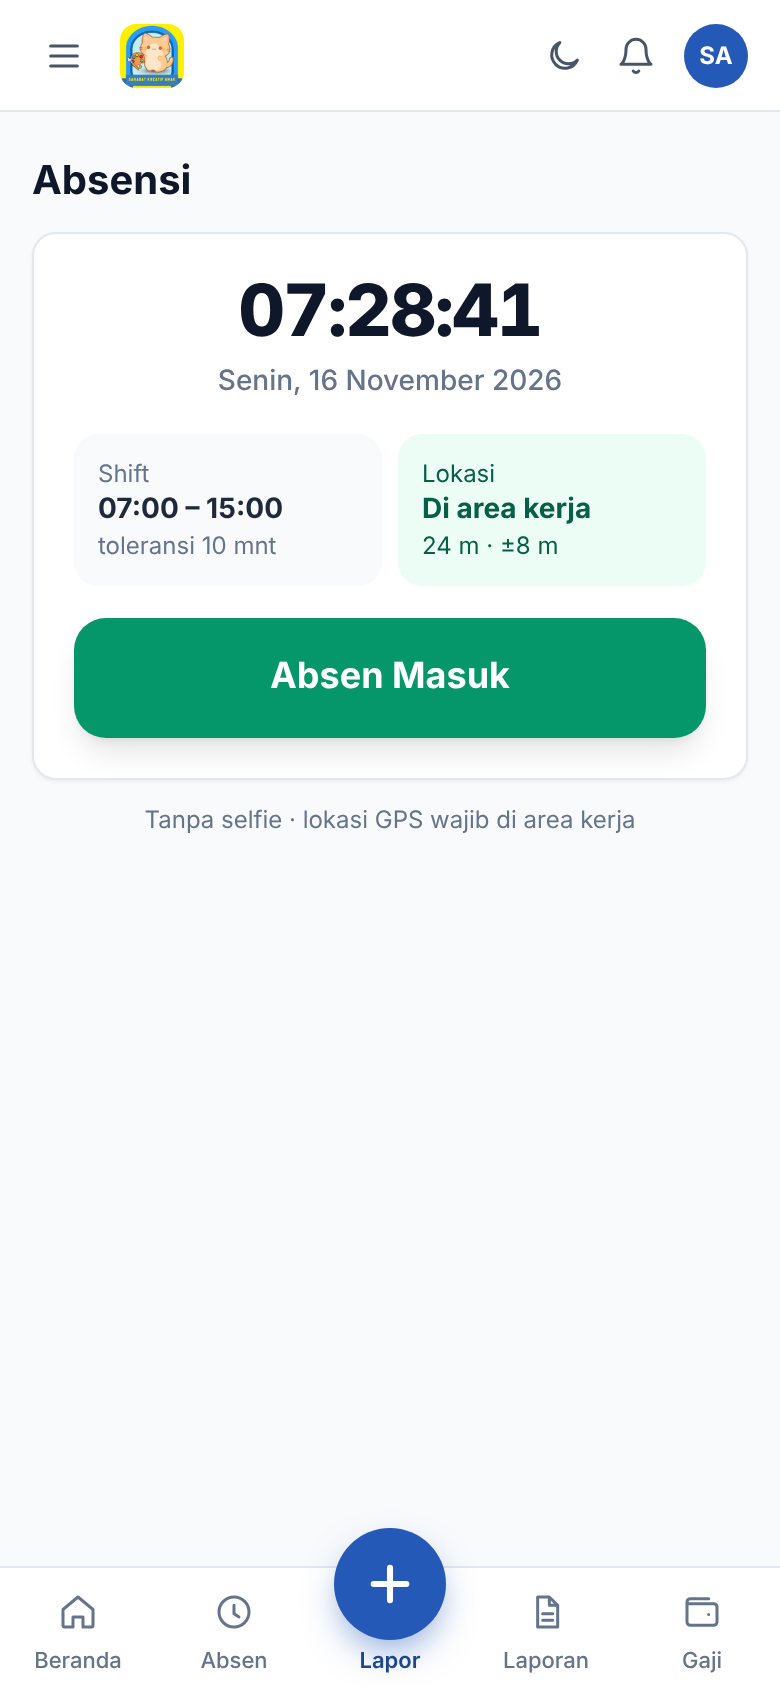 SA
Absensi
07:28:41
Senin, 16 November 2026
Shift
07:00 – 15:00
toleransi 10 mnt
Lokasi
Di area kerja
24 m · ±8 m
Absen Masuk
Tanpa selfie · lokasi GPS wajib di area kerja
Beranda
Absen
Lapor
Laporan
Gaji